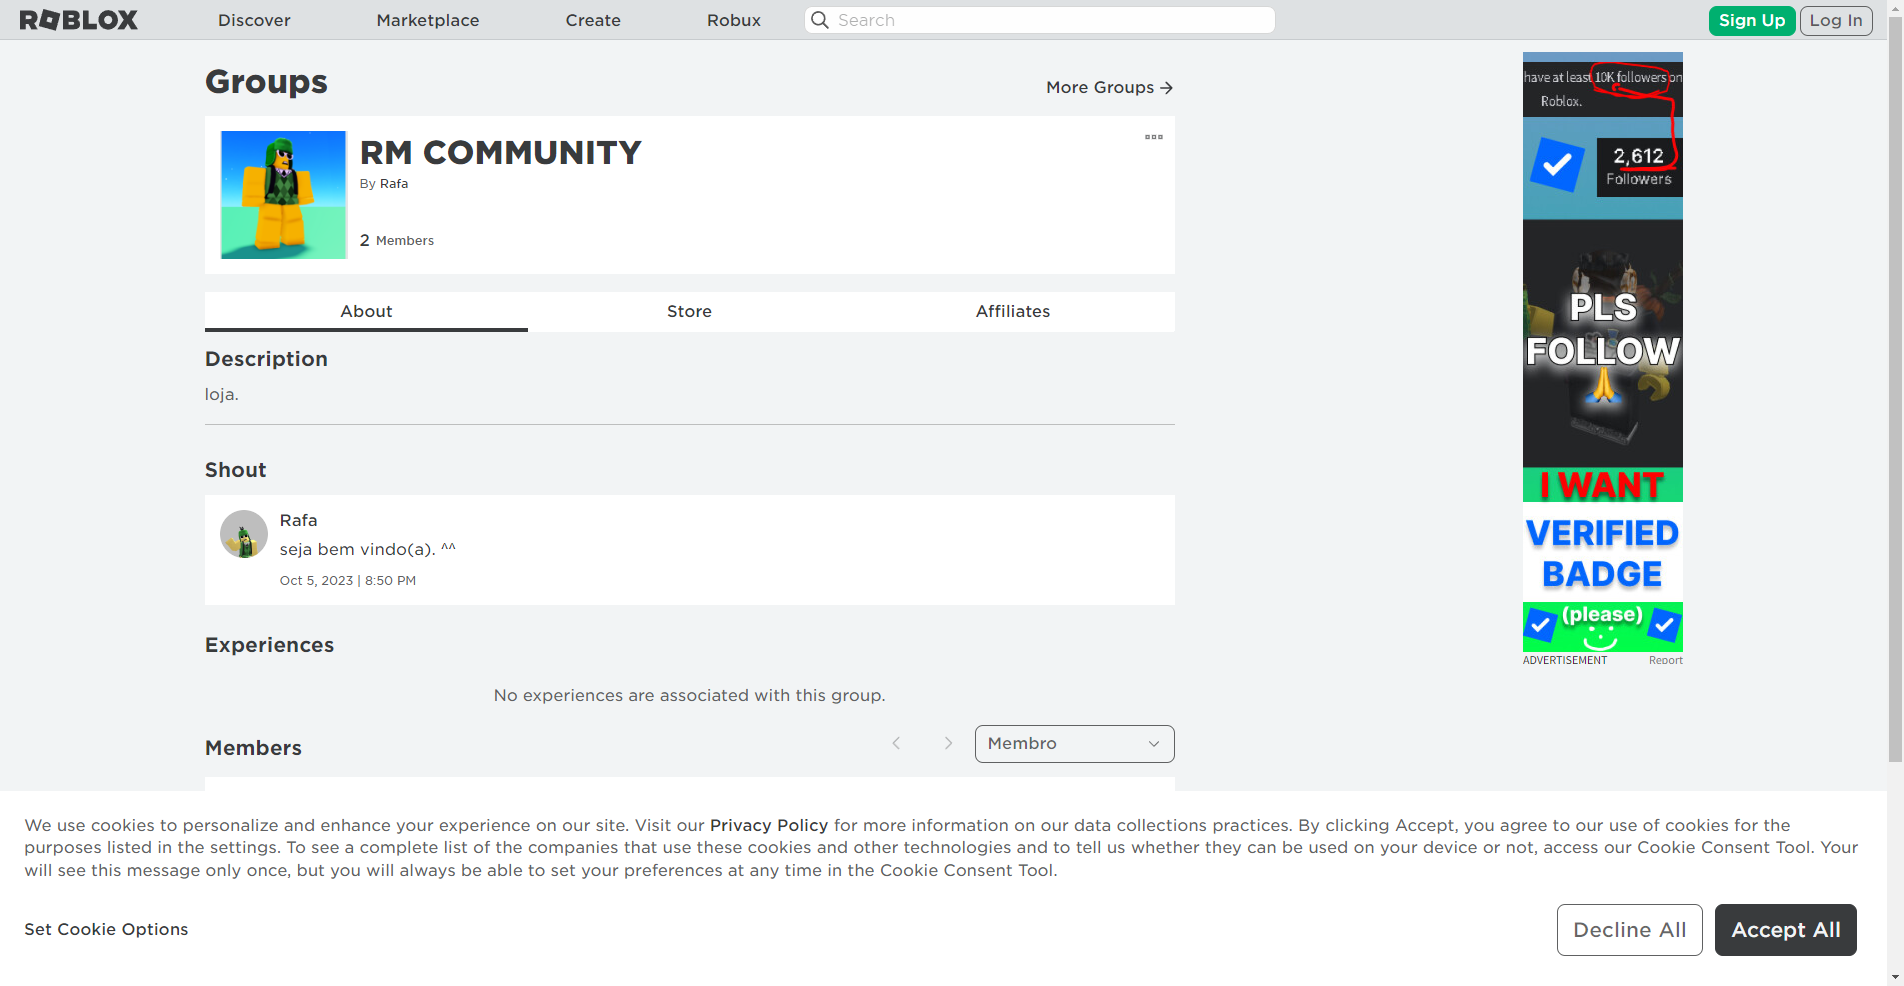 ROBLOX
Discover
Marketplace
Create
Robux
Search
Sign Up
Log In
Groups
More Groups
RM COMMUNITY
By Rafa
2 Members
About
Store
Affiliates
Description
loja.
Shout
Rafa
seja bem vindo(a). ^^
Oct 5, 2023 | 8:50 PM
Experiences
No experiences are associated with this group.
Members
Membro
have at least 10K followers on
Roblox.
2,612
Followers
PLS
FOLLOW
🙏
I WANT
VERIFIED
BADGE
(please)
ADVERTISEMENT
Report
We use cookies to personalize and enhance your experience on our site. Visit our Privacy Policy for more information on our data collections practices. By clicking Accept, you agree to our use of cookies for the
purposes listed in the settings. To see a complete list of the companies that use these cookies and other technologies and to tell us whether they can be used on your device or not, access our Cookie Consent Tool. Your
will see this message only once, but you will always be able to set your preferences at any time in the Cookie Consent Tool.
Set Cookie Options
Decline All
Accept All